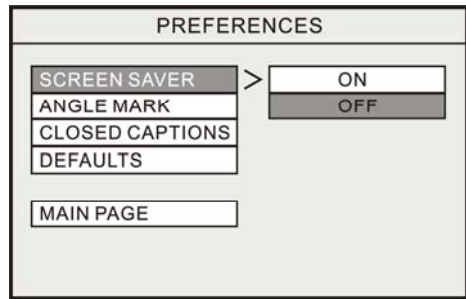 PREFERENCES
SCREEN SAVER > ON
ANGLE MARK OFF
CLOSED CAPTIONS
DEFAULTS
MAIN PAGE